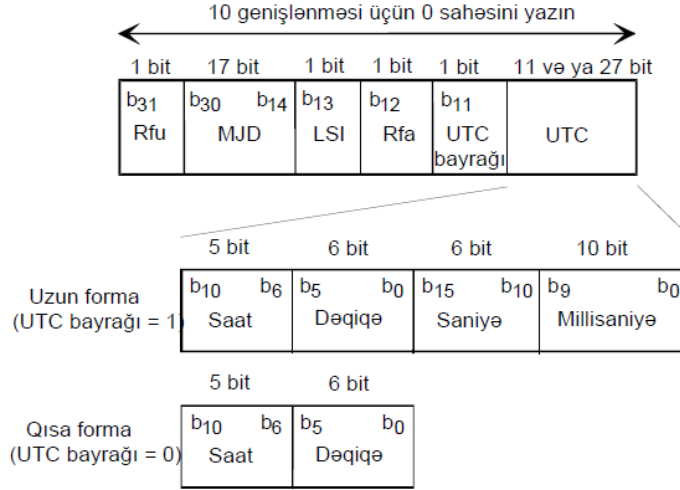 10 genişlənməsi üçün 0 sahəsini yazın
1 bit 17 bit 1 bit 1 bit 1 bit 11 və ya 27 bit
b31 b30 b14 b13 b12 b11
Rfu MJD LSI Rfa UTC bayrağı UTC
5 bit 6 bit 6 bit 10 bit
Uzun forma
(UTC bayrağı = 1)
b10 b6 b5 b0 b15 b10 b9 b0
Saat Dəqiqə Saniyə Millisaniyə
5 bit 6 bit
Qısa forma
(UTC bayrağı = 0)
b10 b6 b5 b0
Saat Dəqiqə